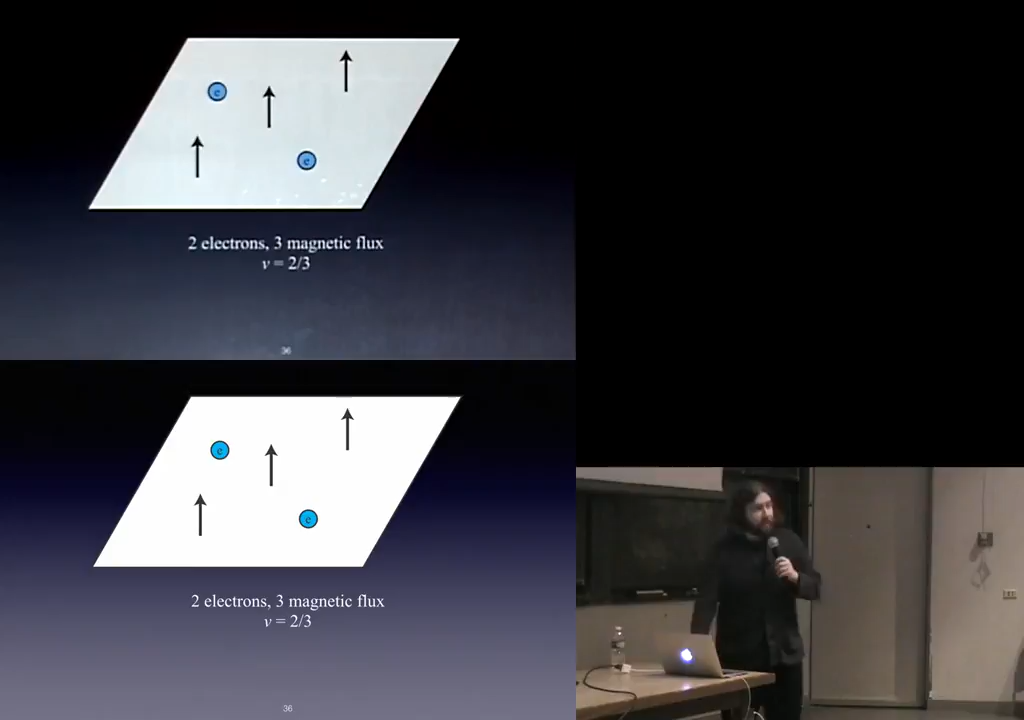 e
e
2 electrons, 3 magnetic flux
ν = 2/3
36
e
e
2 electrons, 3 magnetic flux
ν = 2/3
36